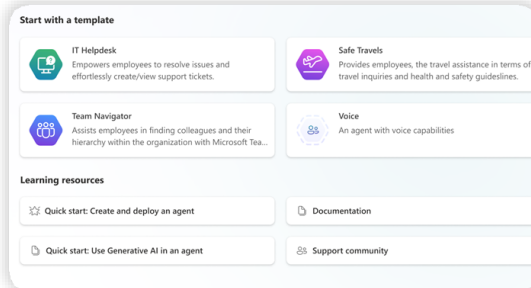 Start with a template
IT Helpdesk
Empowers employees to resolve issues and
effortlessly create/view support tickets.
Safe Travels
Provides employees, the travel assistance in terms of
travel inquiries and health and safety guideslines.
Team Navigator
Assists employees in finding colleagues and their
hierarchy within the organization with Microsoft Tea...
Voice
An agent with voice capabilities
Learning resources
Quick start: Create and deploy an agent
Documentation
Quick start: Use Generative AI in an agent
Support community